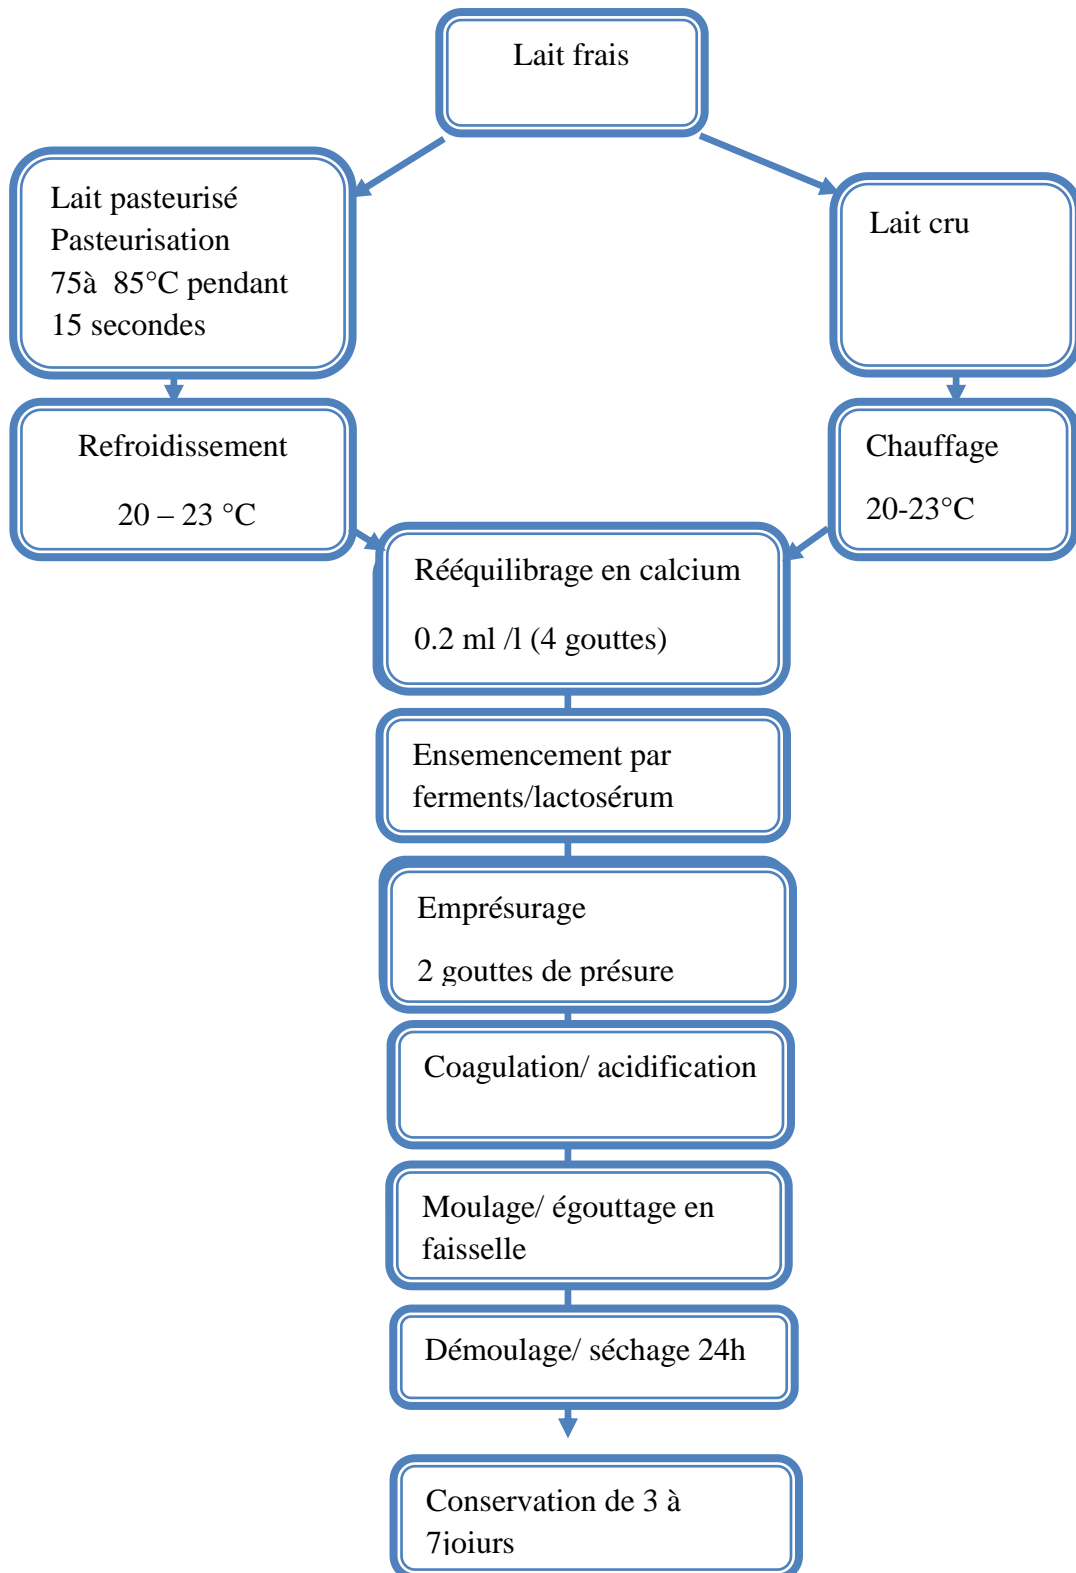 Lait frais
Lait pasteurisé
Pasteurisation
75à  85°C pendant
15 secondes
Lait cru
Refroidissement
20 – 23 °C
Chauffage
20-23°C
Rééquilibrage en calcium
0.2 ml /l (4 gouttes)
Ensemencement par
ferments/lactosérum
Emprésurage
2 gouttes de présure
Coagulation/ acidification
Moulage/ égouttage en
faisselle
Démoulage/ séchage 24h
Conservation de 3 à
7joiurs